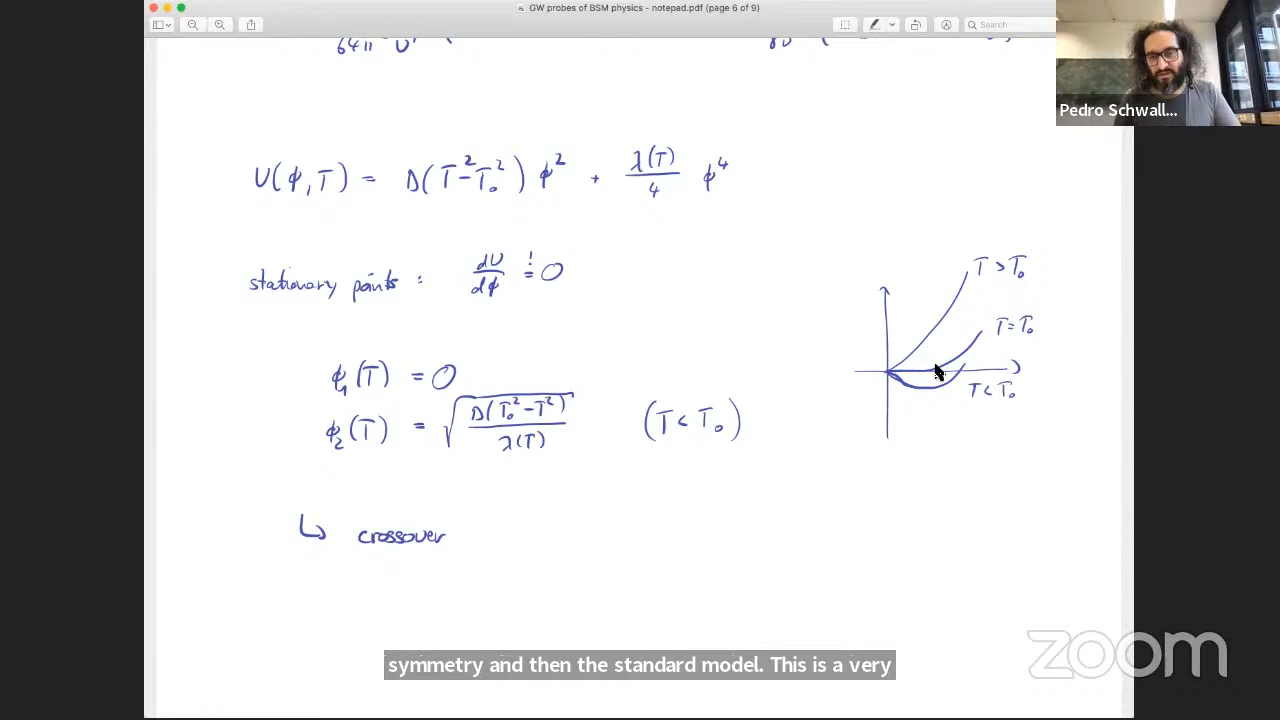 GW probes of BSM physics - notepad.pdf (page 6 of 9)
Search
Pedro Schwall...
U(ϕ,T) = D(T²-T₀²)ϕ² + λ(T)/4 ϕ⁴
stationary points : dU/dϕ != 0
T > T₀
T = T₀
T < T₀
ϕ₁(T) = 0
ϕ₂(T) = √(D(T₀²-T²)/λ(T)) (T < T₀)
↳ crossover
symmetry and then the standard model. This is a very
zoom